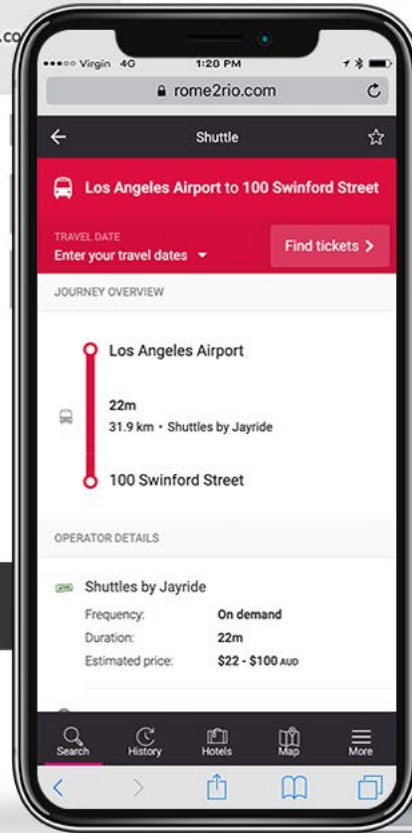 .co
Virgin 4G 1:20 PM
rome2rio.com
Shuttle
Los Angeles Airport to 100 Swinford Street
TRAVEL DATE
Enter your travel dates
Find tickets >
JOURNEY OVERVIEW
Los Angeles Airport
22m
31.9 km • Shuttles by Jayride
100 Swinford Street
OPERATOR DETAILS
Shuttles by Jayride
Frequency: On demand
Duration: 22m
Estimated price: $22 - $100 AUD
Search History Hotels Map More